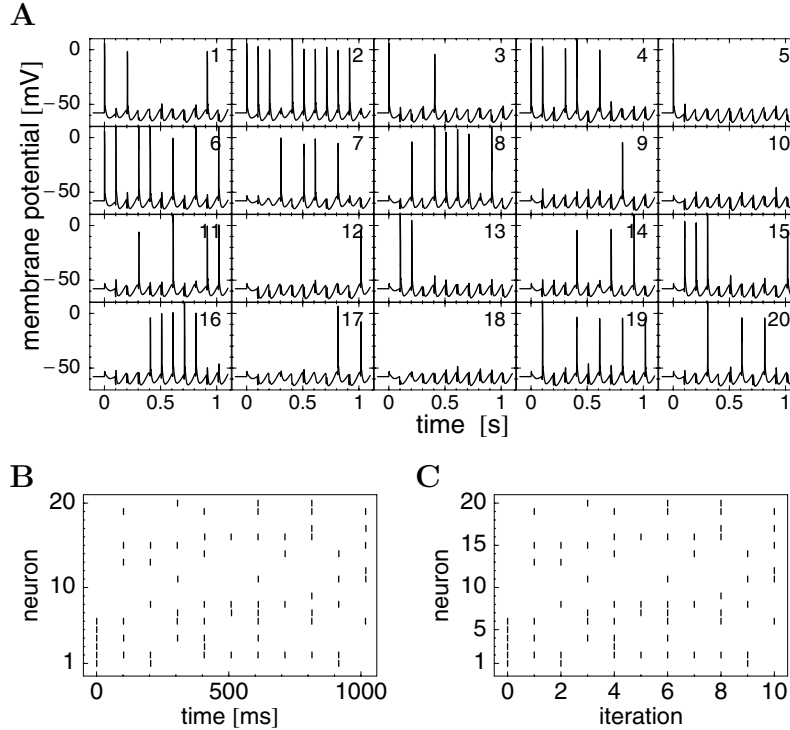 A
membrane potential [mV]
0 1 2 3 4 5
−50
0 6 7 8 9 10
−50
0 11 12 13 14 15
−50
0 16 17 18 19 20
−50
0 0.5 1 0 0.5 1 0 0.5 1 0 0.5 1 0 0.5 1
time [s]
B
neuron
20
10
1
0 500 1000
time [ms]
C
neuron
20
15
10
5
1
0 2 4 6 8 10
iteration